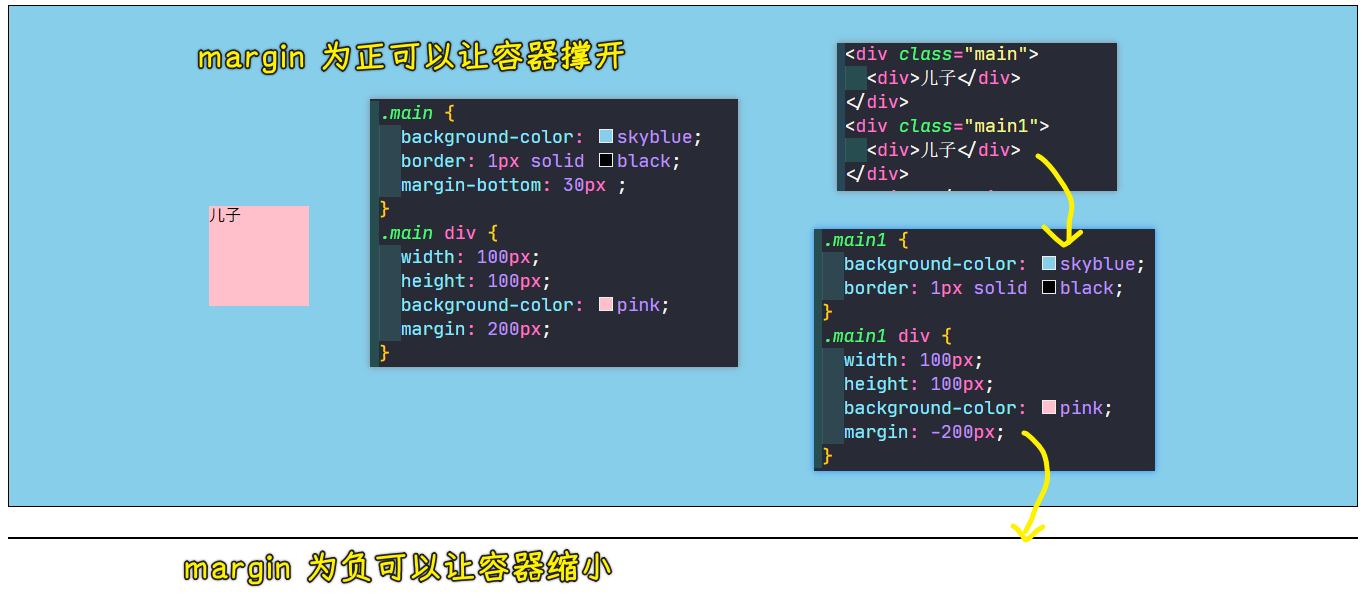 margin 为正可以让容器撑开
<div class="main">
<div>儿子</div>
</div>
<div class="main1">
<div>儿子</div>
</div>
.main {
background-color: skyblue;
border: 1px solid black;
margin-bottom: 30px ;
}
.main div {
width: 100px;
height: 100px;
background-color: pink;
margin: 200px;
}
儿子
.main1 {
background-color: skyblue;
border: 1px solid black;
}
.main1 div {
width: 100px;
height: 100px;
background-color: pink;
margin: -200px;
}
margin 为负可以让容器缩小